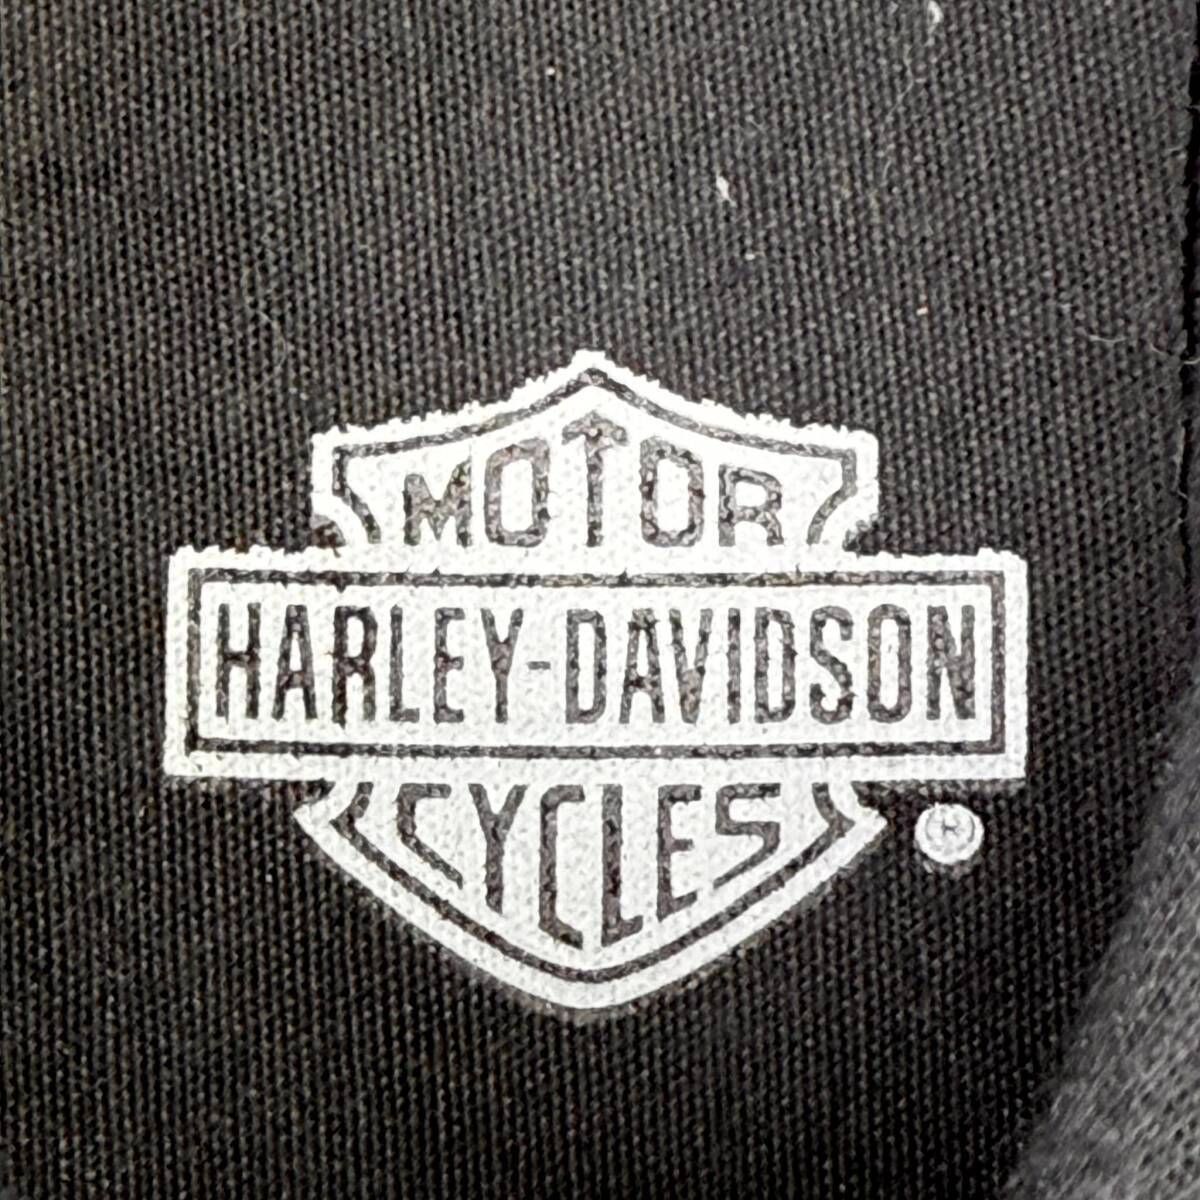 MOTOR
HARLEY-DAVIDSON
CYCLES
®